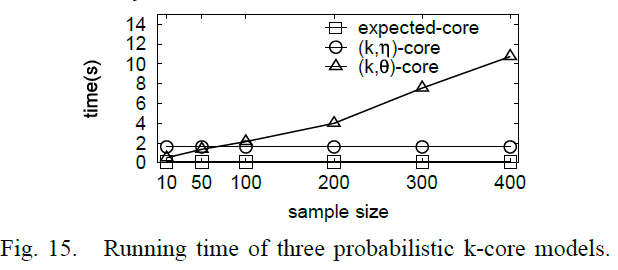 14
12
10
8
6
4
2
0
time(s)
expected-core
(k,η)-core
(k,θ)-core
10 50 100 200 300 400
sample size
Fig. 15. Running time of three probabilistic k-core models.